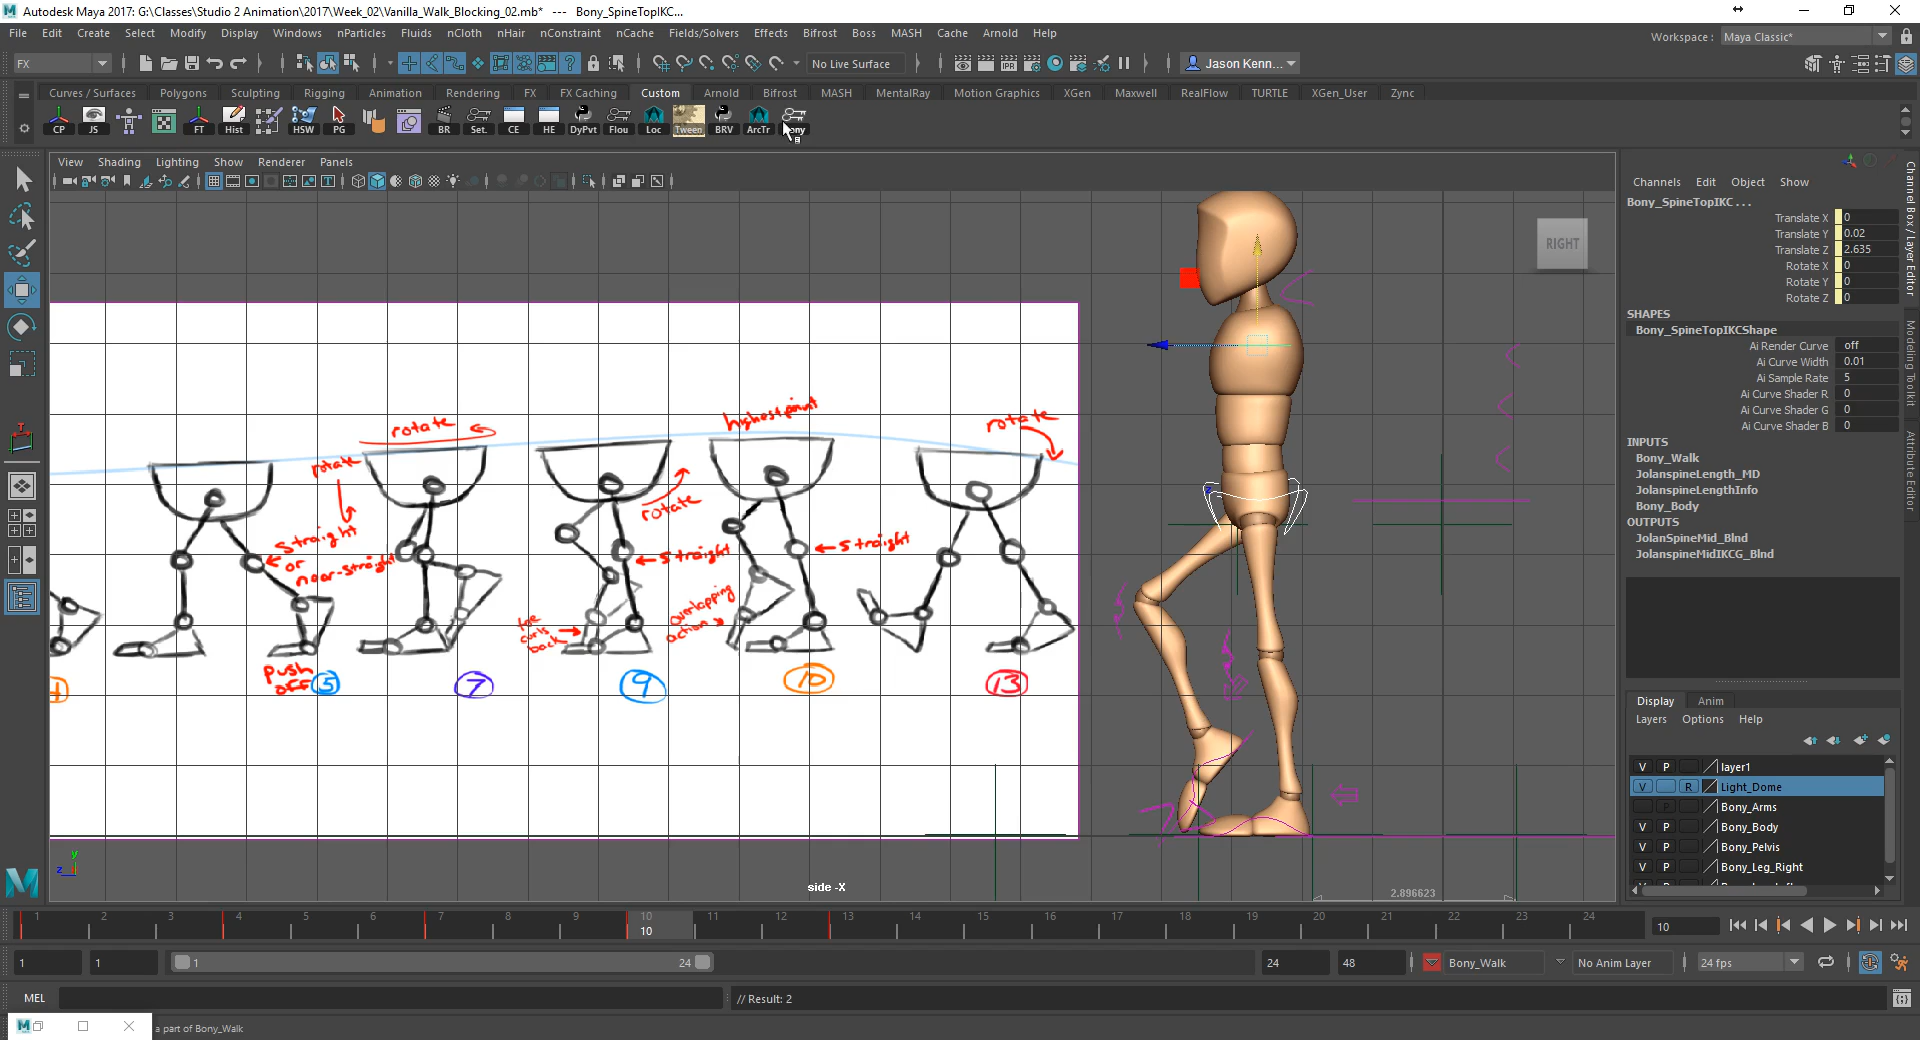 Autodesk Maya 2017: G:\Classes\Studio 2 Animation\2017\Week_02\Vanilla_Walk_Blocking_02.mb* --- Bony_SpineTopIKC...
File Edit Create Select Modify Display Windows nParticles Fluids nCloth nHair nConstraint nCache Fields/Solvers Effects Bifrost Boss MASH Cache Arnold Help
Workspace : Maya Classic*
FX
No Live Surface
Jason Kenn...
Curves / Surfaces Polygons Sculpting Rigging Animation Rendering FX FX Caching Custom Arnold Bifrost MASH MentalRay Motion Graphics XGen Maxwell RealFlow TURTLE XGen_User Zync
CP JS FT Hist HSW PG BR Set. CE HE DyPvt Flou Loc Tween BRV ArcTr
View Shading Lighting Show Renderer Panels
Channels Edit Object Show
Bony_SpineTopIKC ...
Translate X 0
Translate Y 0.02
Translate Z 2.635
Rotate X 0
Rotate Y 0
Rotate Z 0
SHAPES
Bony_SpineTopIKCShape
Ai Render Curve off
Ai Curve Width 0.01
Ai Sample Rate 5
Ai Curve Shader R 0
Ai Curve Shader G 0
Ai Curve Shader B 0
INPUTS
Bony_Walk
JolanspineLength_MD
JolanspineLengthInfo
Bony_Body
OUTPUTS
JolanSpineMid_Blnd
JolanspineMidIKCG_Blnd
Channel Box / Layer Editor
Modeling Toolkit
Attribute Editor
RIGHT
rotate
rotate
straight
or
near-straight
push
off
5
7
rotate
←straight
toe
curls
back
9
highest point
←straight
overlapping
action
10
rotate
13
side -X
2.896623
y
z
Display Anim
Layers Options Help
V P layer1
V R Light_Dome
P Bony_Arms
V P Bony_Body
V P Bony_Pelvis
V P Bony_Leg_Right
1 2 3 4 5 6 7 8 9 10 11 12 13 14 15 16 17 18 19 20 21 22 23 24
10
10
1 1 1 24 24 48 Bony_Walk No Anim Layer 24 fps
MEL // Result: 2
a part of Bony_Walk